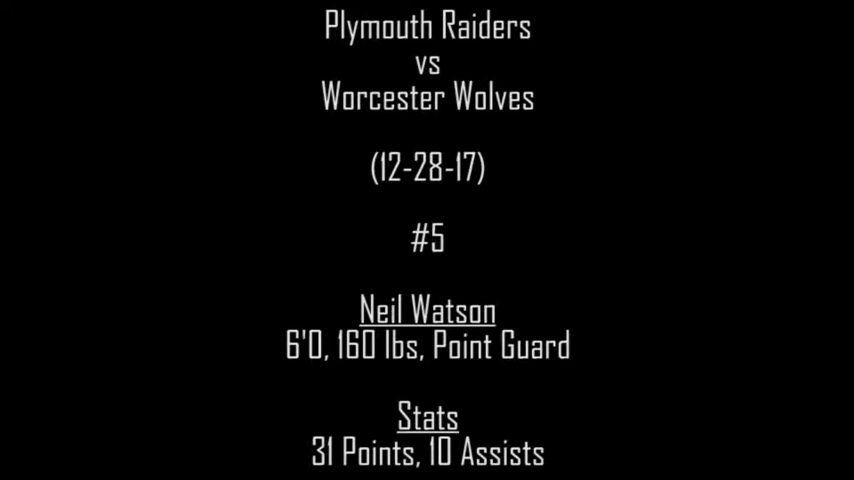 Plymouth Raiders
vs
Worcester Wolves
(12-28-17)
#5
Neil Watson
6'0, 160 lbs, Point Guard
Stats
31 Points, 10 Assists